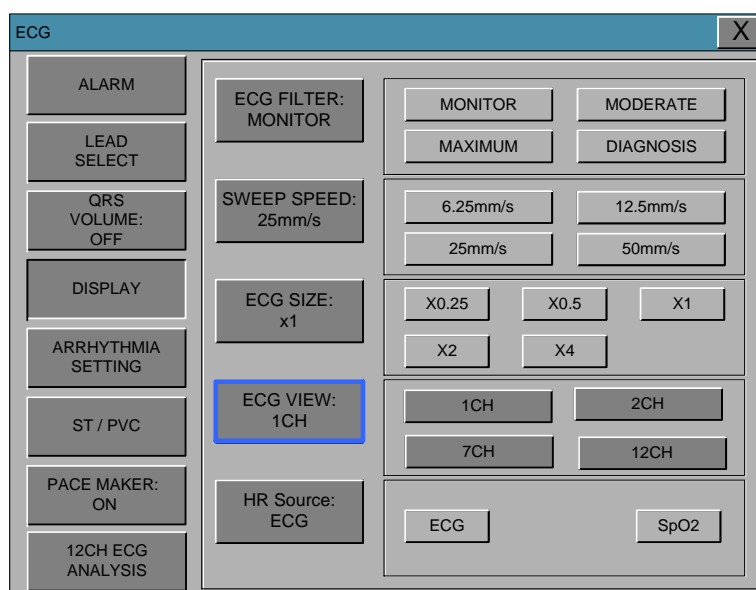 ECG
X
ALARM
LEAD
SELECT
QRS
VOLUME:
OFF
DISPLAY
ARRHYTHMIA
SETTING
ST / PVC
PACE MAKER:
ON
12CH ECG
ANALYSIS
ECG FILTER:
MONITOR
MONITOR
MODERATE
MAXIMUM
DIAGNOSIS
SWEEP SPEED:
25mm/s
6.25mm/s
12.5mm/s
25mm/s
50mm/s
ECG SIZE:
x1
X0.25
X0.5
X1
X2
X4
ECG VIEW:
1CH
1CH
2CH
7CH
12CH
HR Source:
ECG
ECG
SpO2